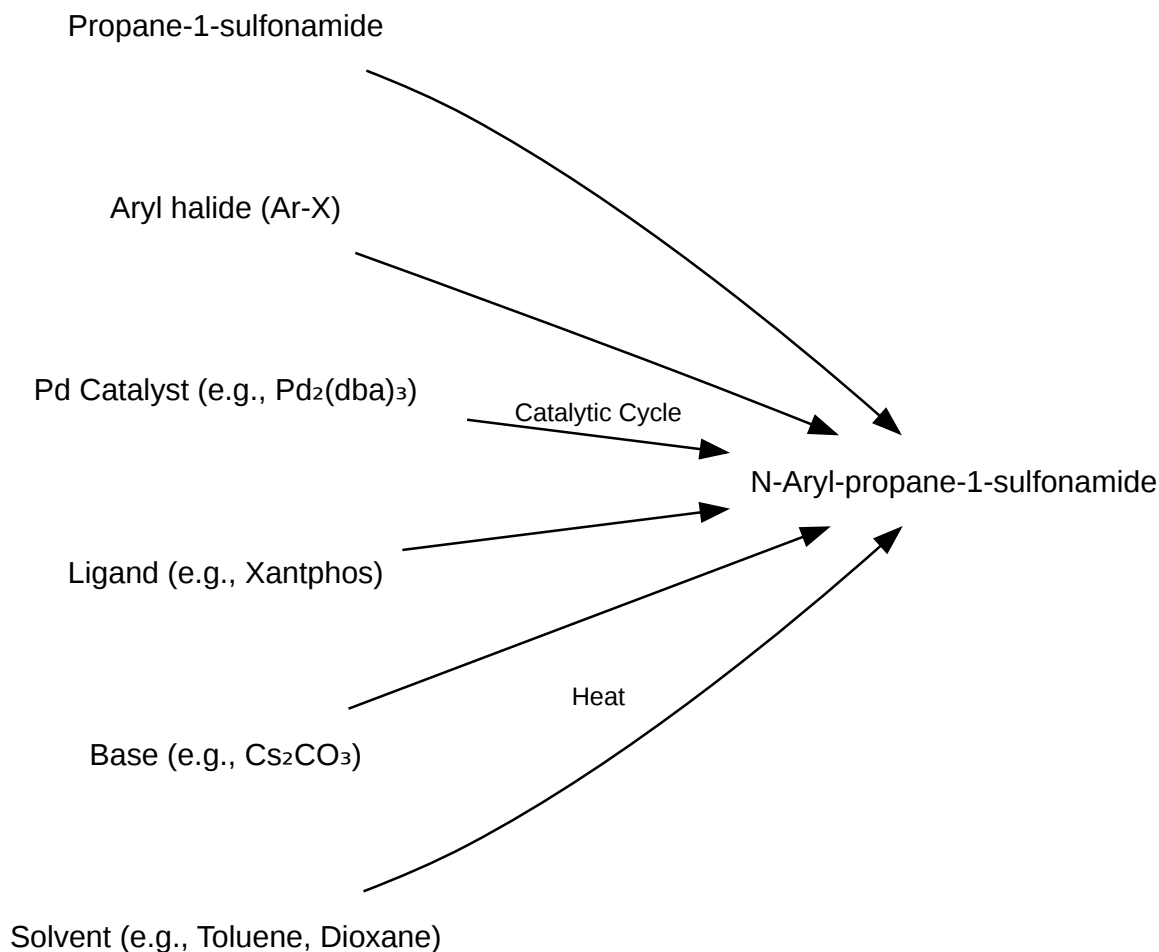 Propane-1-sulfonamide
Aryl halide (Ar-X)
Pd Catalyst (e.g., Pd₂(dba)₃)
Catalytic Cycle
N-Aryl-propane-1-sulfonamide
Ligand (e.g., Xantphos)
Heat
Base (e.g., Cs₂CO₃)
Solvent (e.g., Toluene, Dioxane)